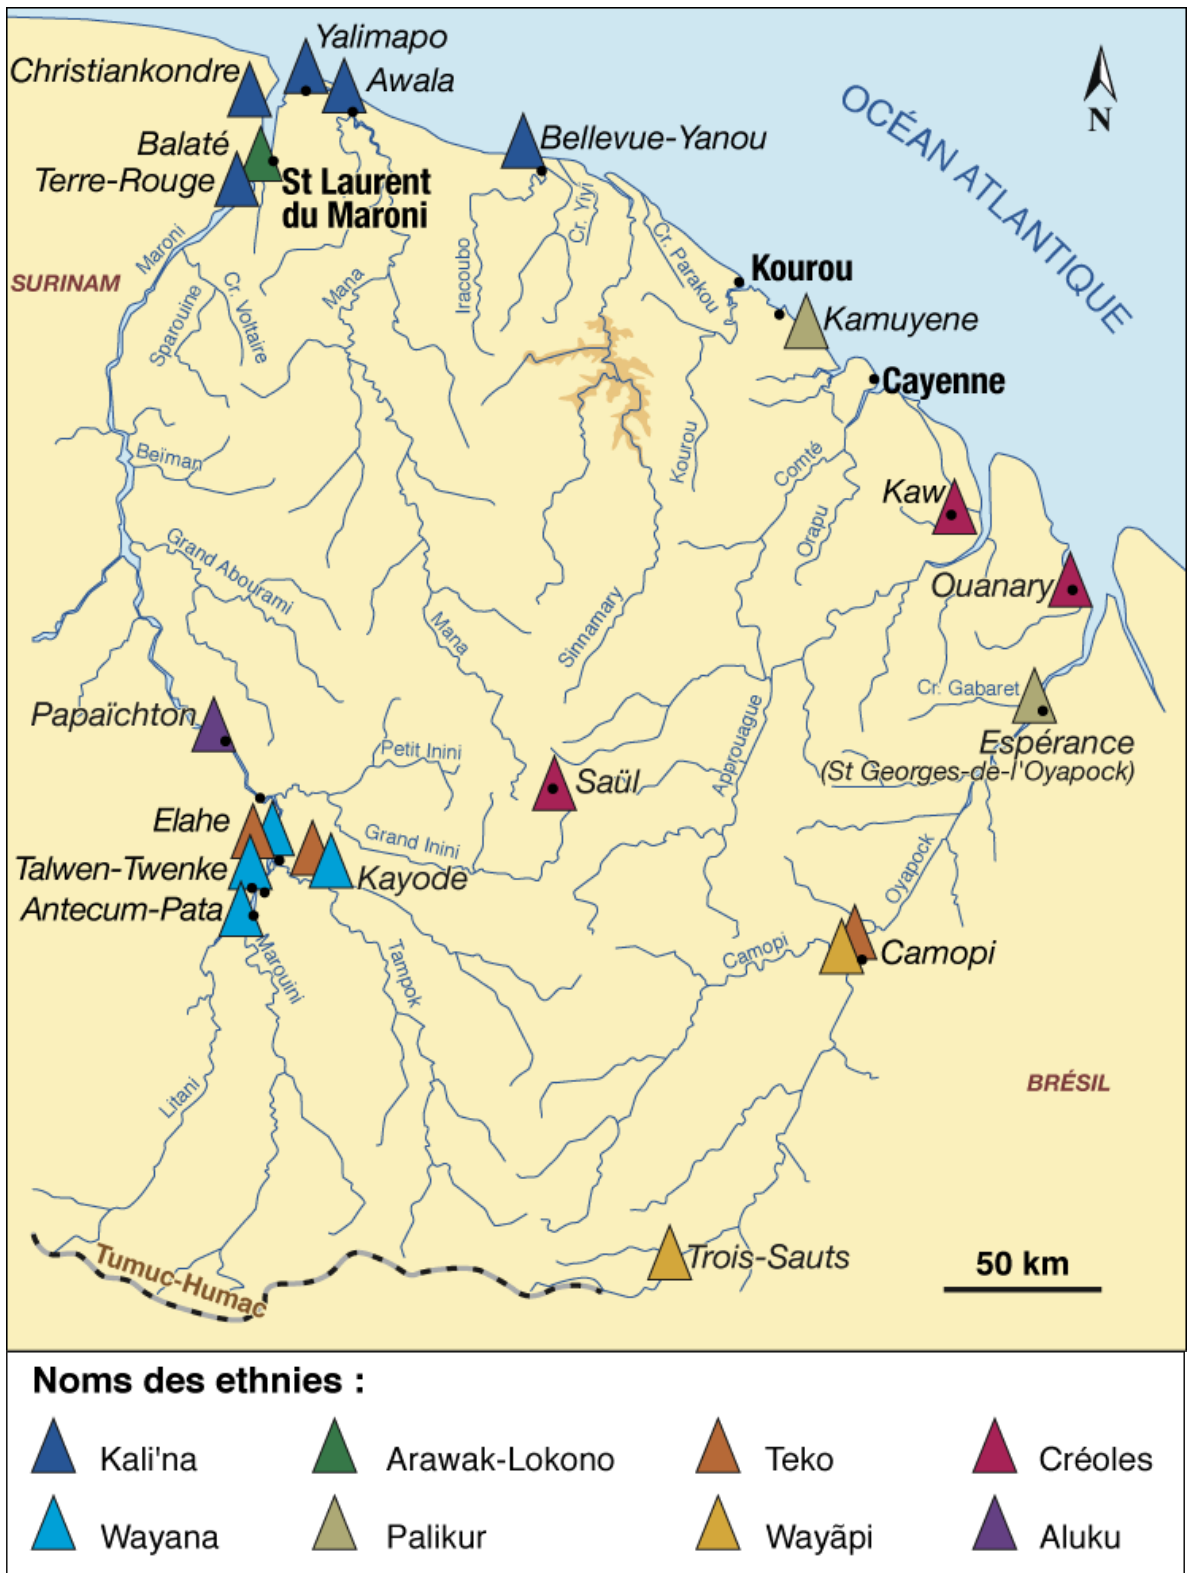 Yalimapo
Christiankondre
Awala
OCÉAN ATLANTIQUE
N
Balaté
Bellevue-Yanou
Terre-Rouge
St Laurent
du Maroni
Maroni
Cr. Yiyi
Cr. Parakou
SURINAM
Sparouine
Cr. Voltaire
Mana
Iracoubo
Kourou
Kamuyene
Cayenne
Beïman
Kourou
Comté
Kaw
Orapu
Grand Abourami
Ouanary
Mana
Sinnamary
Cr. Gabaret
Papaïchton
Petit Inini
Approuague
Espérance
(St Georges-de-l'Oyapock)
Saül
Elahe
Grand Inini
Talwen-Twenke
Kayode
Oyapock
Antecum-Pata
Marouini
Tampok
Camopi
Camopi
Litani
BRÉSIL
Tumuc-Humac
Trois-Sauts
50 km
Noms des ethnies :
Kali'na
Arawak-Lokono
Teko
Créoles
Wayana
Palikur
Wayãpi
Aluku